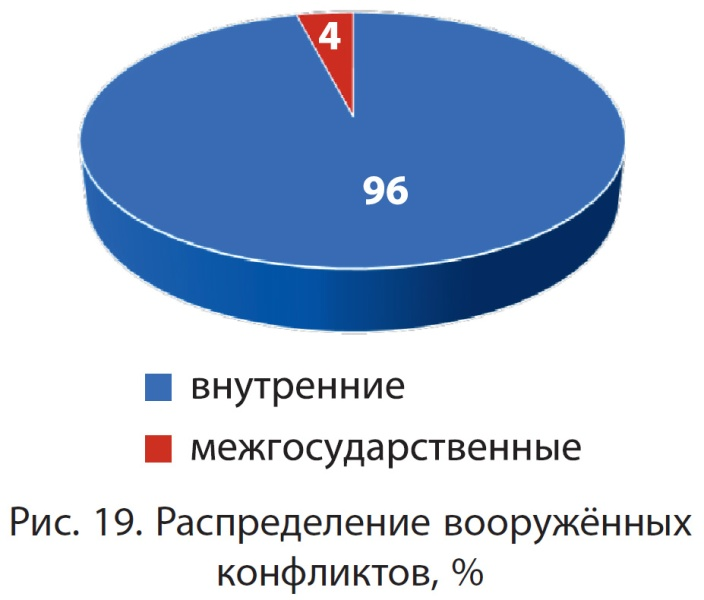 4
96
внутренние
межгосударственные
Рис. 19. Распределение вооружённых
конфликтов, %